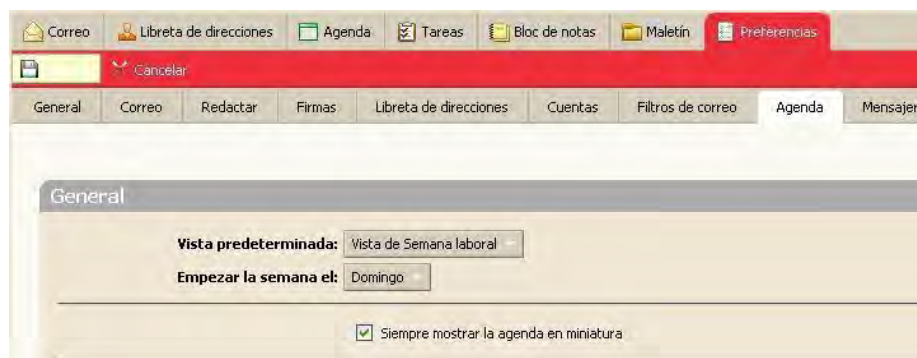 Correo Libreta de direcciones Agenda Tareas Bloc de notas Maletín Preferencias
Cancelar
General Correo Redactar Firmas Libreta de direcciones Cuentas Filtros de correo Agenda Mensajer
General
Vista predeterminada: Vista de Semana laboral
Empezar la semana el: Domingo
Siempre mostrar la agenda en miniatura